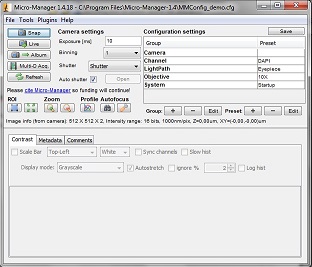 Micro-Manager 1.4.18 - C:\Program Files\Micro-Manager-1.4\MMConfig_demo.cfg
File Tools Plugins Help
Snap
Live
Album
Multi-D Acq.
Refresh
Camera settings
Exposure [ms] 10
Binning 1
Shutter Shutter
Auto shutter Open
Configuration settings Save
Group Preset
Camera
Channel DAPI
LightPath Eyepiece
Objective 10X
System Startup
Please cite Micro-Manager so funding will continue!
ROI Zoom Profile Autofocus
Group: + − Edit Preset: + − Edit
Image info (from camera): 512 X 512 X 2, Intensity range: 16 bits, 1000nm/pix, Z=0.00um, XY=(-0.00,-0.00)um
Contrast Metadata Comments
Scale Bar Top-Left White Sync channels Slow hist
Display mode: Grayscale Autostretch ignore % 2 Log hist